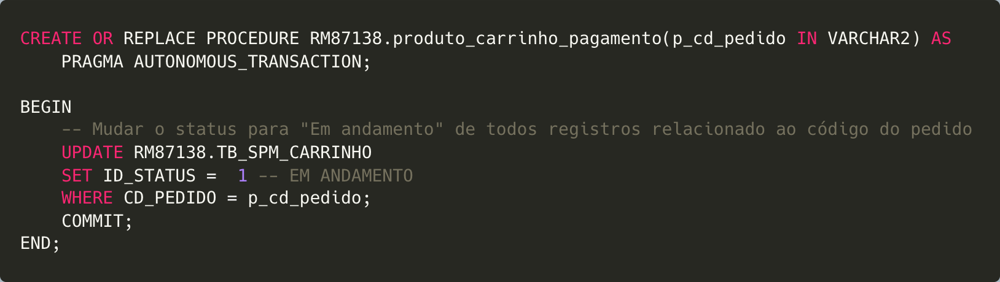 CREATE OR REPLACE PROCEDURE RM87138.produto_carrinho_pagamento(p_cd_pedido IN VARCHAR2) AS
    PRAGMA AUTONOMOUS_TRANSACTION;

BEGIN
    -- Mudar o status para "Em andamento" de todos registros relacionado ao código do pedido
    UPDATE RM87138.TB_SPM_CARRINHO
    SET ID_STATUS =  1 -- EM ANDAMENTO
    WHERE CD_PEDIDO = p_cd_pedido;
    COMMIT;
END;